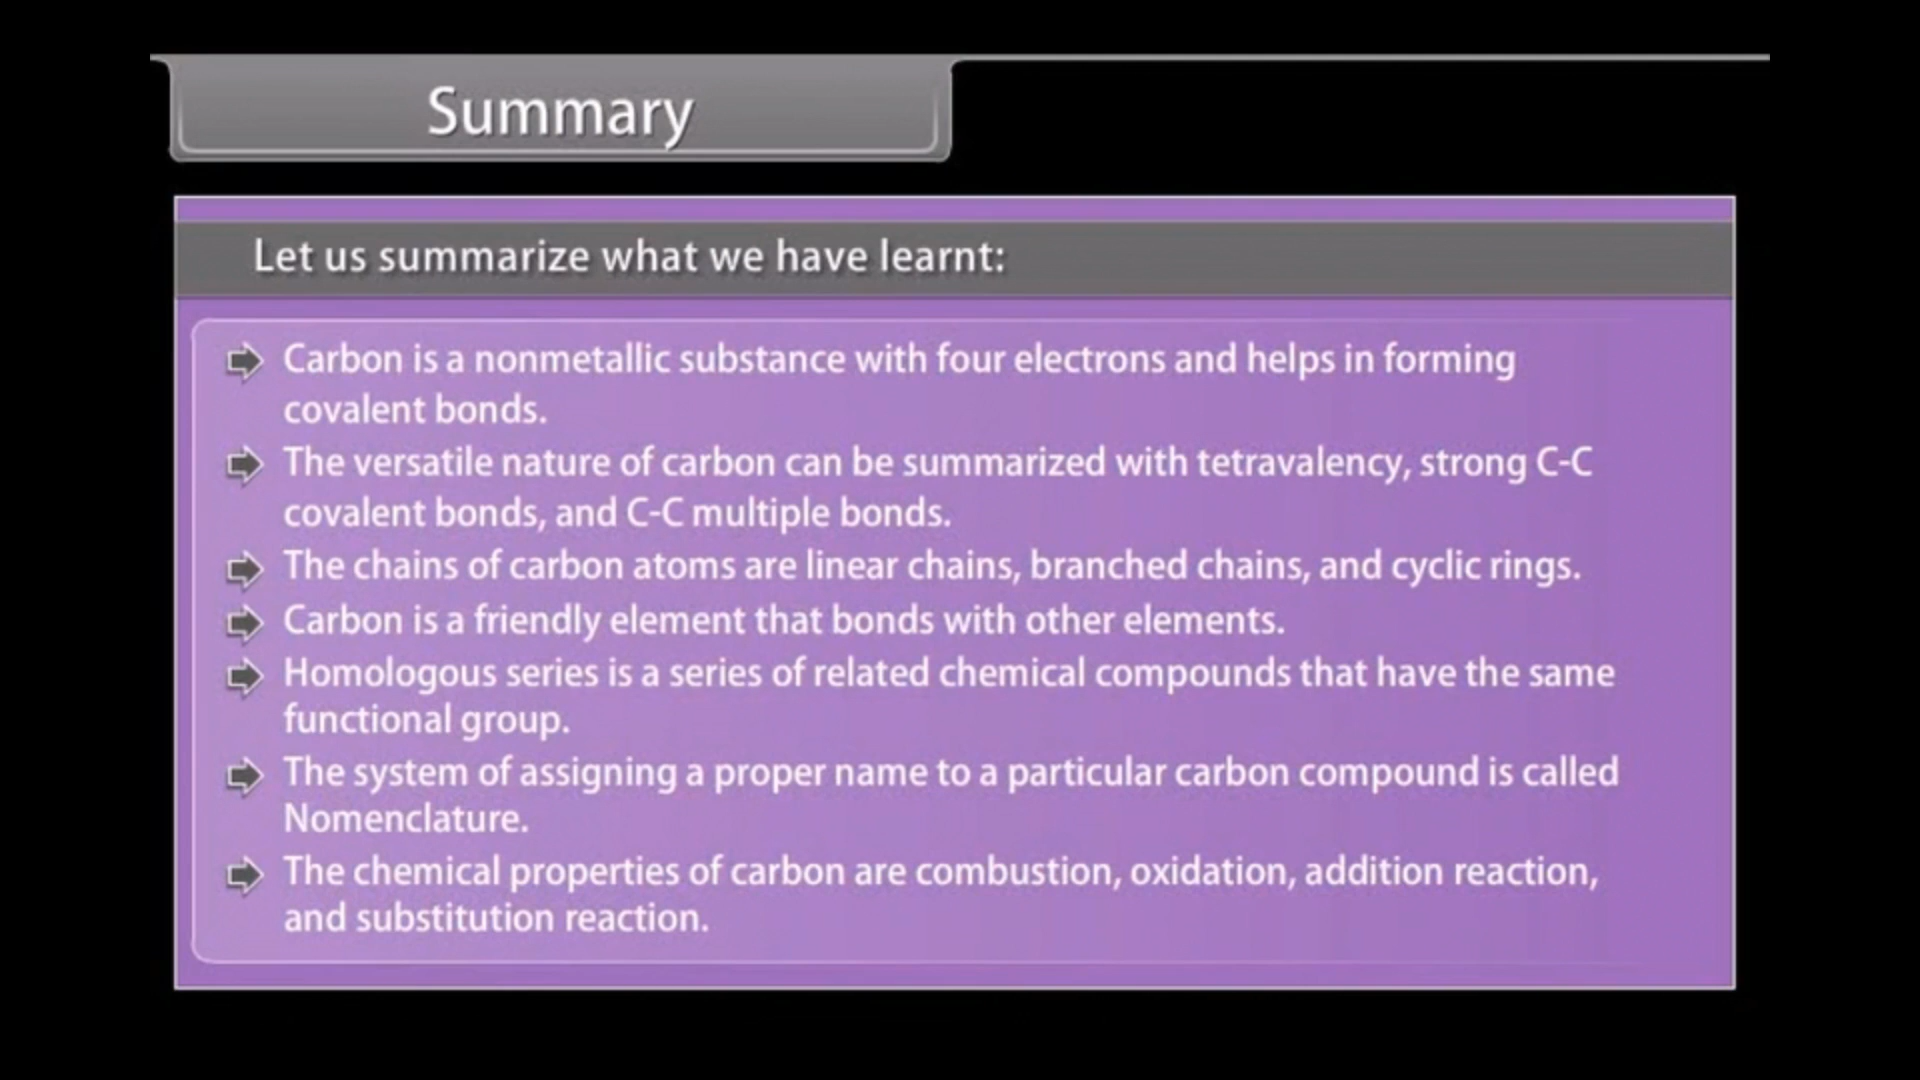 Summary
Let us summarize what we have learnt:
Carbon is a nonmetallic substance with four electrons and helps in forming
covalent bonds.
The versatile nature of carbon can be summarized with tetravalency, strong C-C
covalent bonds, and C-C multiple bonds.
The chains of carbon atoms are linear chains, branched chains, and cyclic rings.
Carbon is a friendly element that bonds with other elements.
Homologous series is a series of related chemical compounds that have the same
functional group.
The system of assigning a proper name to a particular carbon compound is called
Nomenclature.
The chemical properties of carbon are combustion, oxidation, addition reaction,
and substitution reaction.